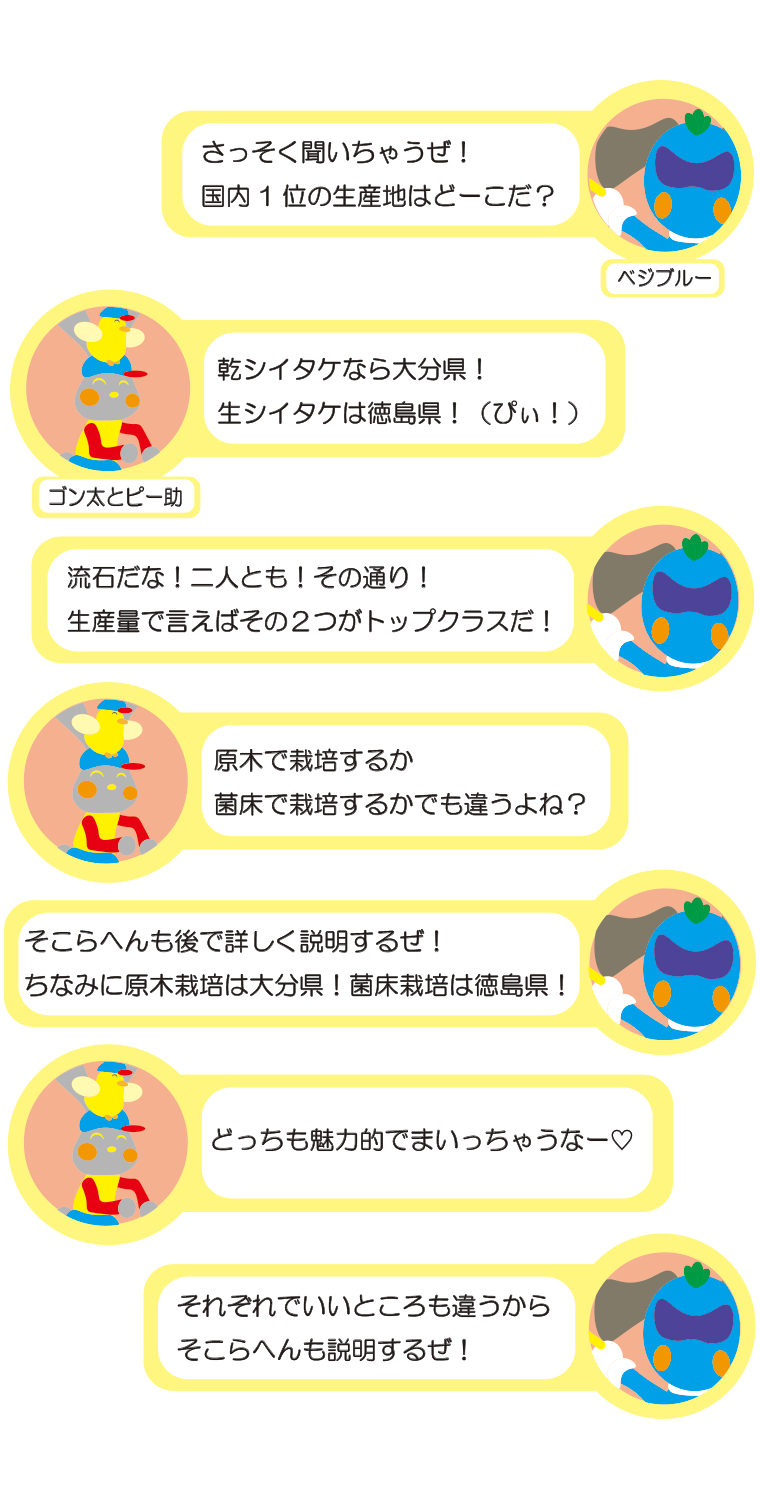 さっそく聞いちゃうぜ！
国内1位の生産地はどーこだ？
ベジブルー
乾シイタケなら大分県！
生シイタケは徳島県！（ぴぃ！）
ゴン太とピー助
流石だな！二人とも！その通り！
生産量で言えばその２つがトップクラスだ！
原木で栽培するか
菌床で栽培するかでも違うよね？
そこらへんも後で詳しく説明するぜ！
ちなみに原木栽培は大分県！菌床栽培は徳島県！
どっちも魅力的でまいっちゃうなー♡
それぞれでいいところも違うから
そこらへんも説明するぜ！